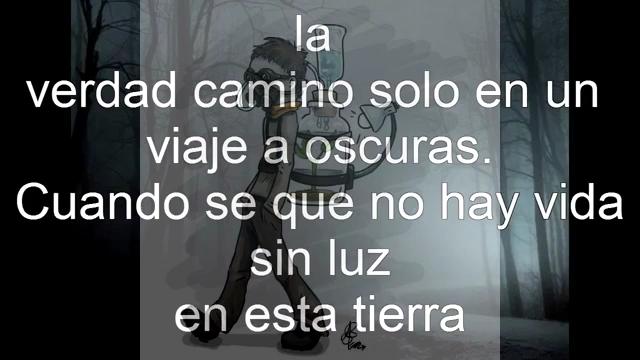 la
verdad camino solo en un
viaje a oscuras.
Cuando se que no hay vida
sin luz
en esta tierra